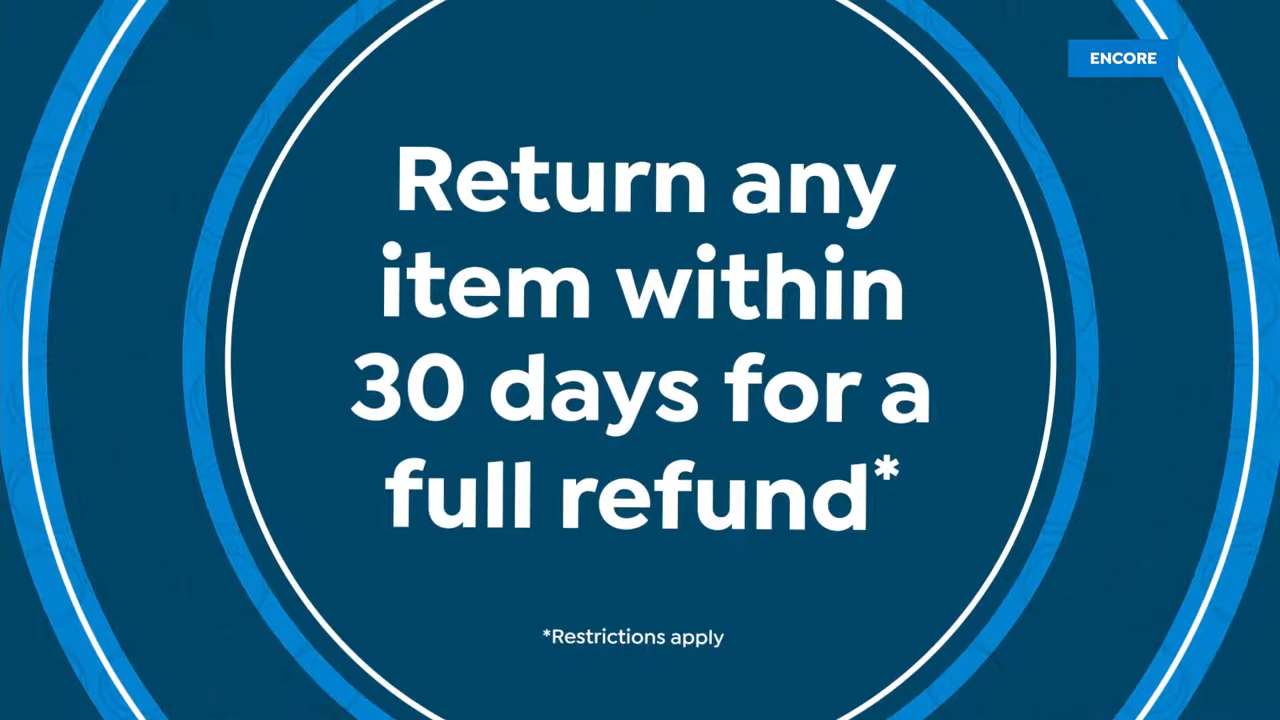 ENCORE
Return any
item within
30 days for a
full refund*
*Restrictions apply